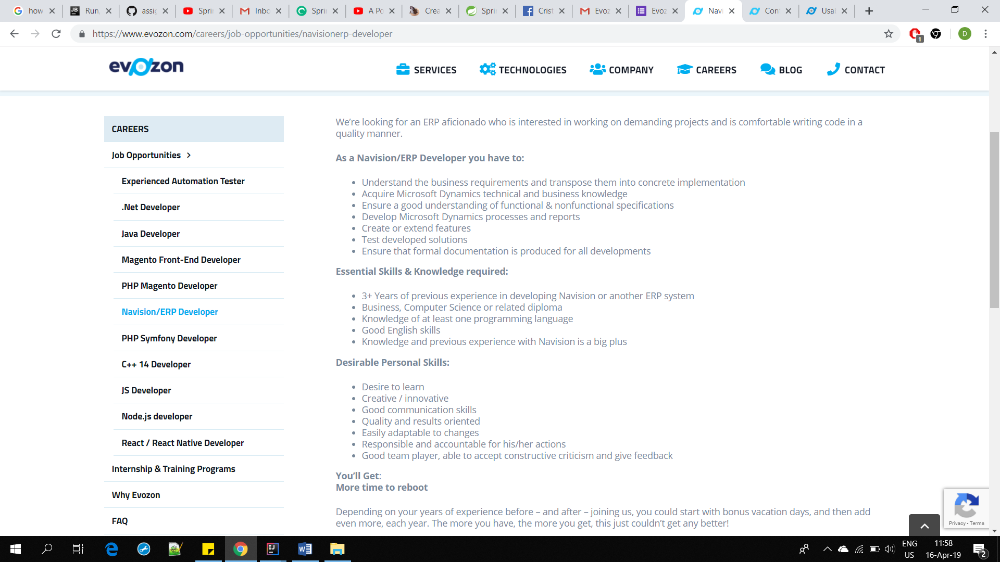 how
Run,
assig
Sprin
Inbo
Sprin
A Po
Crea
Sprin
Crist
Evoz
Evoz
Navi
Cont
Usab
https://www.evozon.com/careers/job-opportunities/navisionerp-developer
1
D
evozon
SERVICES
TECHNOLOGIES
COMPANY
CAREERS
BLOG
CONTACT
CAREERS
Job Opportunities
Experienced Automation Tester
.Net Developer
Java Developer
Magento Front-End Developer
PHP Magento Developer
Navision/ERP Developer
PHP Symfony Developer
C++ 14 Developer
JS Developer
Node.js developer
React / React Native Developer
Internship & Training Programs
Why Evozon
FAQ
We’re looking for an ERP aficionado who is interested in working on demanding projects and is comfortable writing code in a
quality manner.
As a Navision/ERP Developer you have to:
Understand the business requirements and transpose them into concrete implementation
Acquire Microsoft Dynamics technical and business knowledge
Ensure a good understanding of functional & nonfunctional specifications
Develop Microsoft Dynamics processes and reports
Create or extend features
Test developed solutions
Ensure that formal documentation is produced for all developments
Essential Skills & Knowledge required:
3+ Years of previous experience in developing Navision or another ERP system
Business, Computer Science or related diploma
Knowledge of at least one programming language
Good English skills
Knowledge and previous experience with Navision is a big plus
Desirable Personal Skills:
Desire to learn
Creative / innovative
Good communication skills
Quality and results oriented
Easily adaptable to changes
Responsible and accountable for his/her actions
Good team player, able to accept constructive criticism and give feedback
You’ll Get:
More time to reboot
Depending on your years of experience before – and after – joining us, you could start with bonus vacation days, and then add
even more, each year. The more you have, the more you get, this just couldn’t get any better!
Privacy - Terms
ENG
US
11:58
16-Apr-19
2